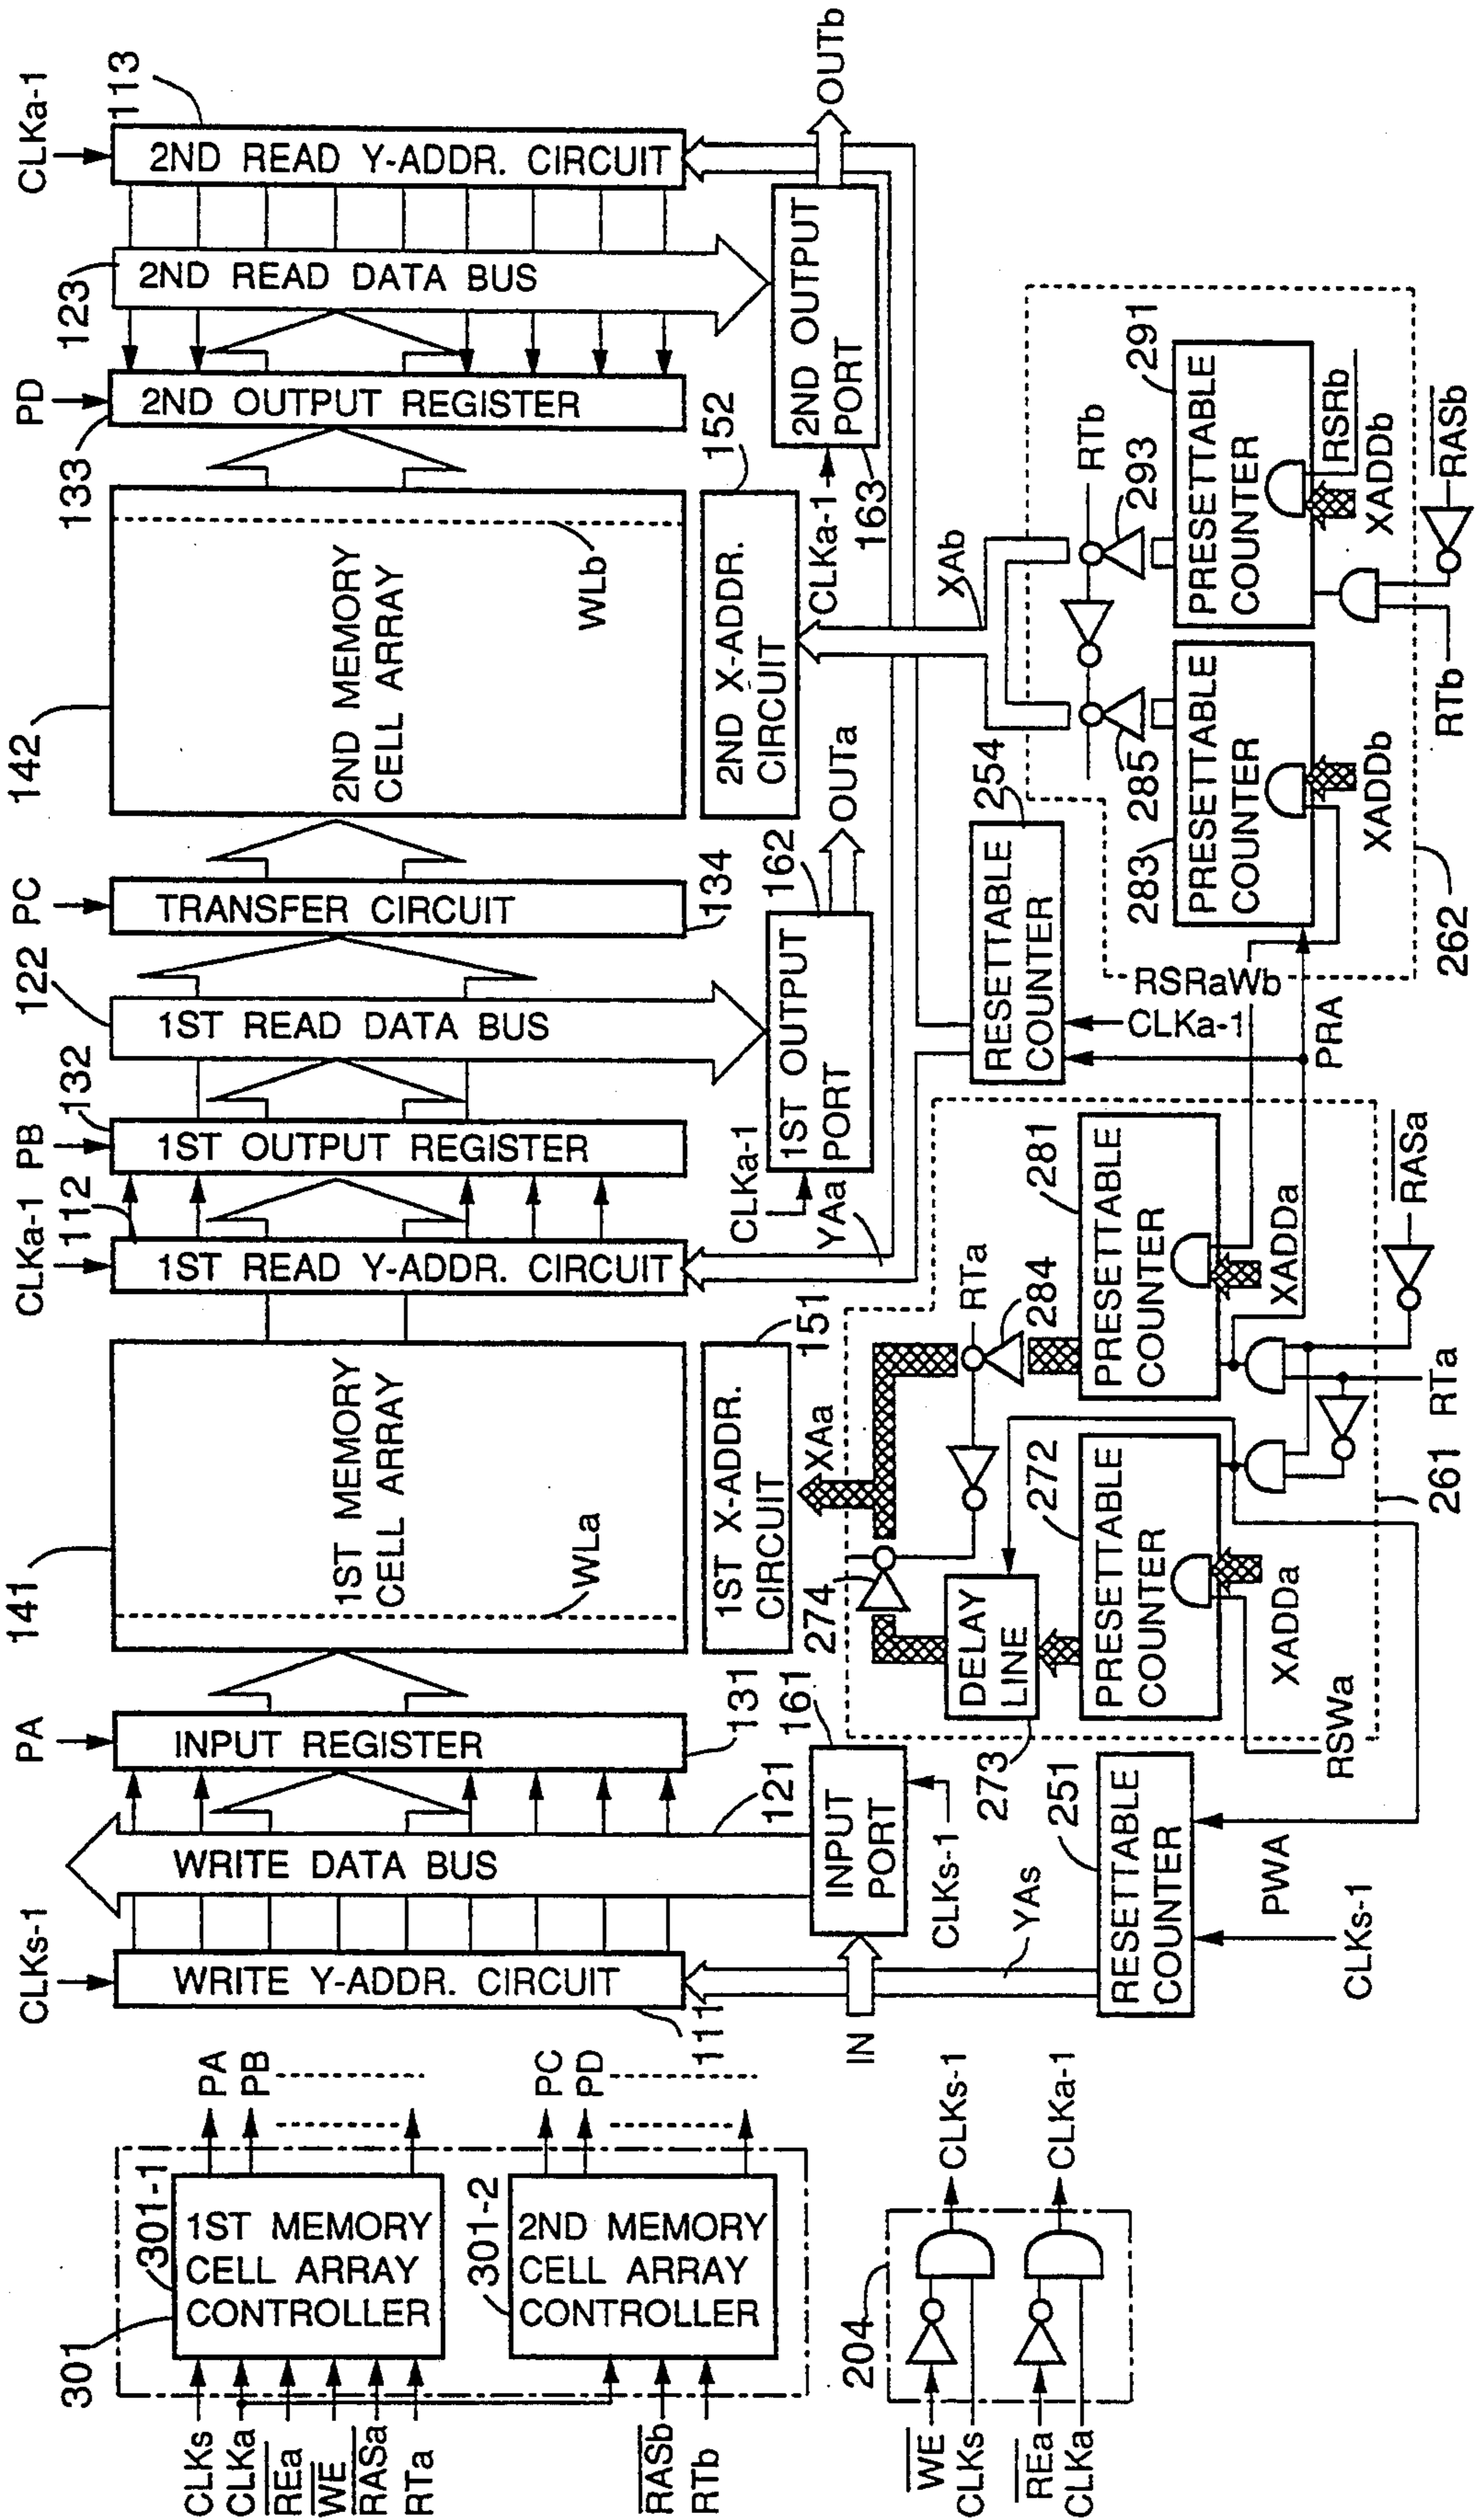 CLKs
CLKa
REa
WE
RASa
RTa
RASb
RTb
301
301-1
1ST MEMORY
CELL ARRAY
CONTROLLER
301-2
2ND MEMORY
CELL ARRAY
CONTROLLER
PA
PB
PC
PD
WE
CLKs
REa
CLKa
204
CLKs-1
CLKa-1
CLKs-1
WRITE Y-ADDR. CIRCUIT
111
WRITE DATA BUS
121
PA
INPUT REGISTER
131
141
1ST MEMORY
CELL ARRAY
WLa
CLKa-1
112
1ST READ Y-ADDR. CIRCUIT
PB
132
1ST OUTPUT REGISTER
122
1ST READ DATA BUS
PC
TRANSFER CIRCUIT
134
142
2ND MEMORY
CELL ARRAY
WLb
133
PD
2ND OUTPUT REGISTER
123
2ND READ DATA BUS
CLKa-1
113
2ND READ Y-ADDR. CIRCUIT
IN
INPUT
PORT
161
CLKs-1
YAs
1ST X-ADDR.
CIRCUIT
151
CLKa-1
YAa
1ST OUTPUT
PORT
162
OUTa
2ND X-ADDR.
CIRCUIT
152
CLKa-1
2ND OUTPUT
PORT
163
OUTb
RESETTABLE
COUNTER
251
PWA
CLKs-1
274
XAa
DELAY
LINE
273
RTa
284
PRESETTABLE
COUNTER
272
XADDa
RSWa
PRESETTABLE
COUNTER
281
XADDa
RASa
RTa
261
RESETTABLE
COUNTER
254
CLKa-1
RSRaWb
PRA
XAb
285
RTb
293
283
PRESETTABLE
COUNTER
XADDb
PRESETTABLE
COUNTER
291
RSRb
XADDb
RTb
RASb
262